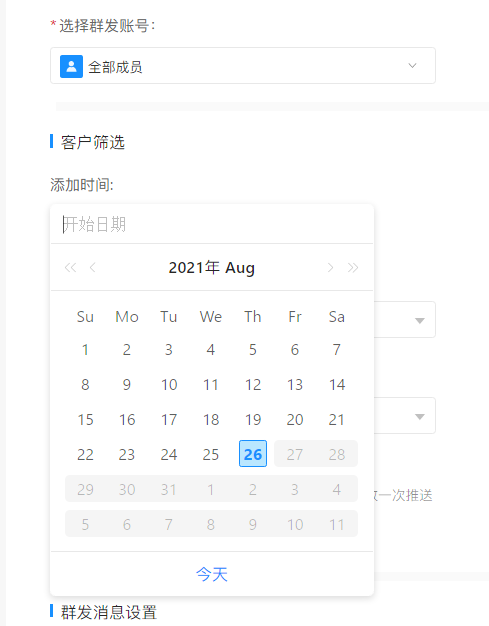 * 选择群发账号：
全部成员
客户筛选
添加时间:
开始日期
2021年 Aug
Su Mo Tu We Th Fr Sa
1 2 3 4 5 6 7
8 9 10 11 12 13 14
15 16 17 18 19 20 21
22 23 24 25 26 27 28
29 30 31 1 2 3 4
一次推送
5 6 7 8 9 10 11
今天
群发消息设置